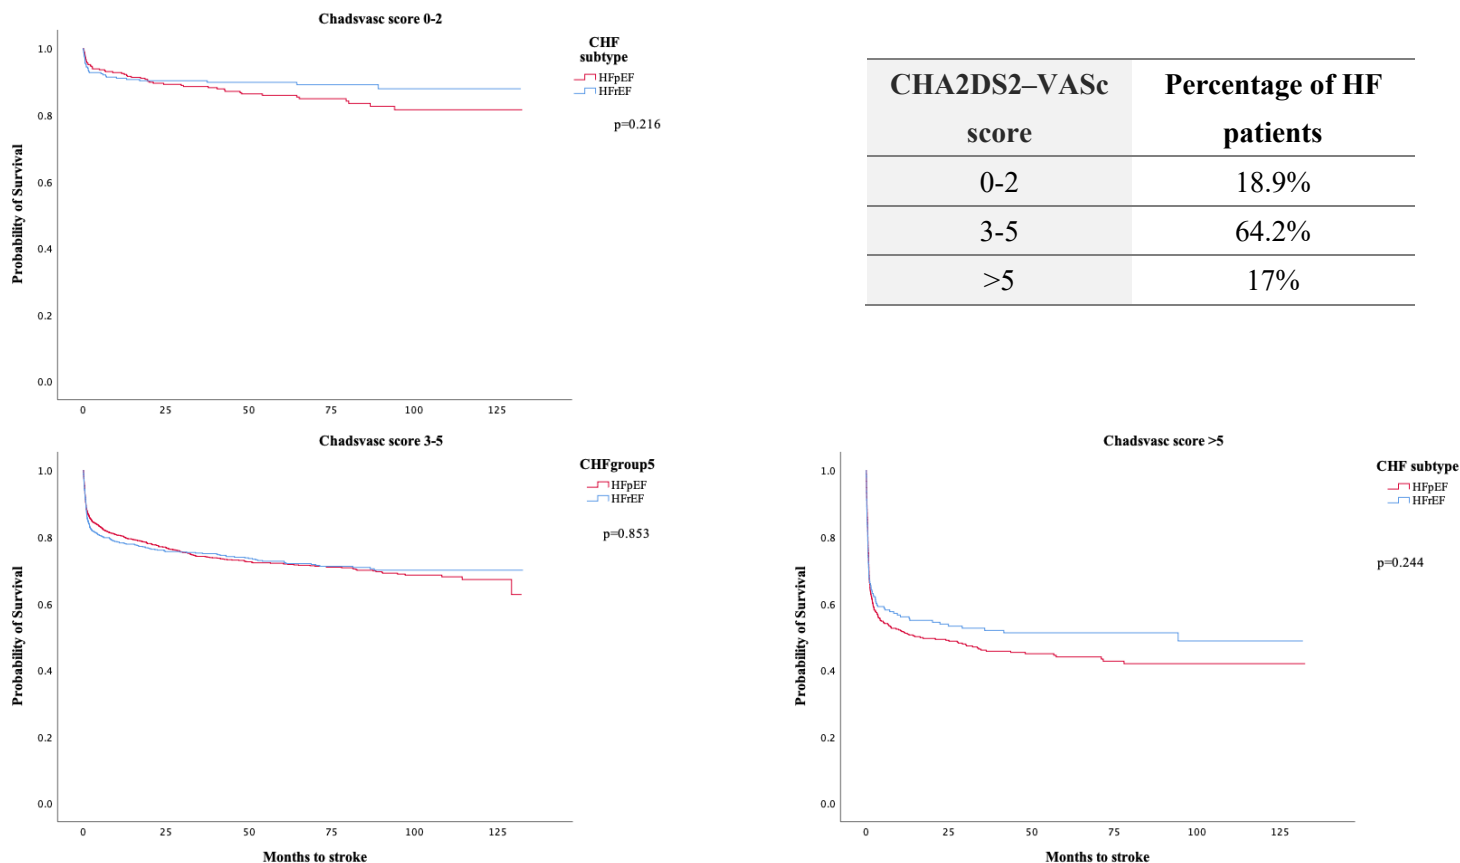 Chadsvasc score 0-2
CHF
subtype
HFpEF
HFrEF
p=0.216
Probability of Survival
1.0
0.8
0.6
0.4
0.2
0.0
0 25 50 75 100 125
CHA2DS2–VASc score Percentage of HF patients
0-2 18.9%
3-5 64.2%
>5 17%
Chadsvasc score 3-5
CHFgroup5
HFpEF
HFrEF
p=0.853
Probability of Survival
1.0
0.8
0.6
0.4
0.2
0.0
0 25 50 75 100 125
Months to stroke
Chadsvasc score >5
CHF subtype
HFpEF
HFrEF
p=0.244
Probability of Survival
1.0
0.8
0.6
0.4
0.2
0.0
0 25 50 75 100 125
Months to stroke